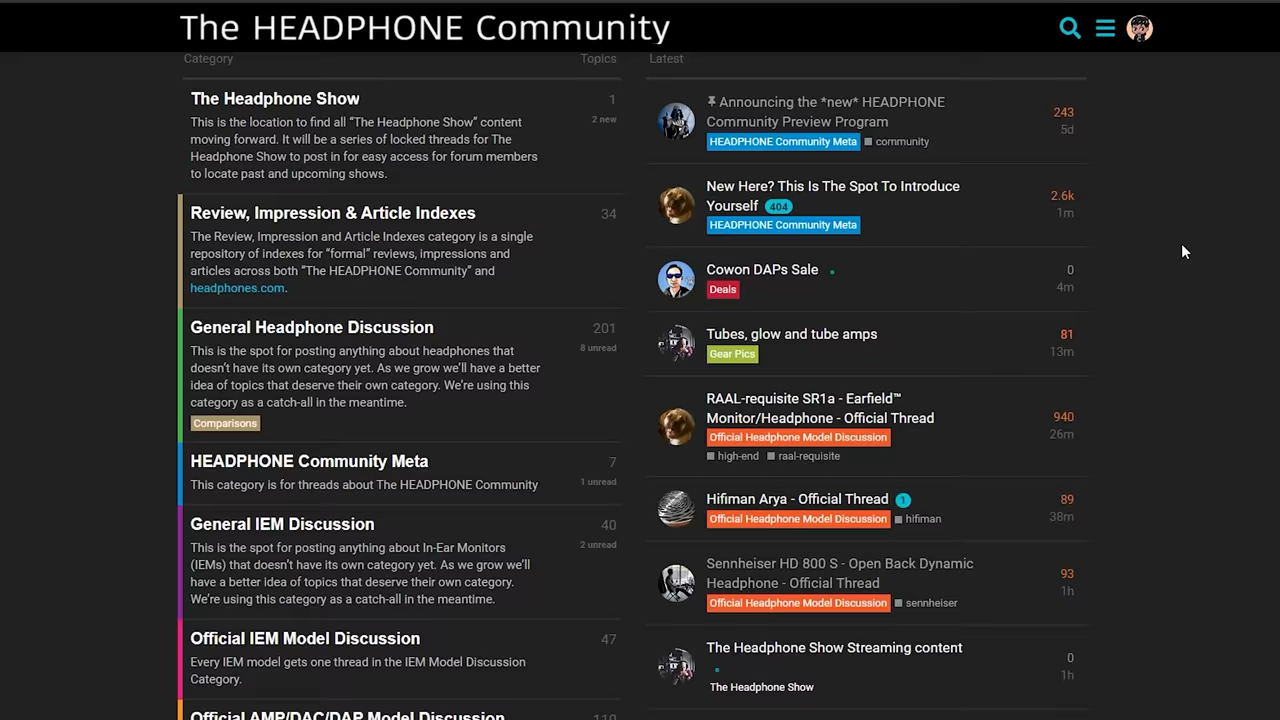 The HEADPHONE Community
Category
Topics
The Headphone Show
1
This is the location to find all “The Headphone Show” content
2 new
moving forward. It will be a series of locked threads for The
Headphone Show to post in for easy access for forum members
to locate past and upcoming shows.
Review, Impression & Article Indexes
34
The Review, Impression and Article Indexes category is a single
repository of indexes for “formal” reviews, impressions and
articles across both “The HEADPHONE Community” and
headphones.com.
General Headphone Discussion
201
This is the spot for posting anything about headphones that
8 unread
doesn’t have its own category yet. As we grow we’ll have a better
idea of topics that deserve their own category. We’re using this
category as a catch-all in the meantime.
Comparisons
HEADPHONE Community Meta
7
This category is for threads about The HEADPHONE Community
1 unread
General IEM Discussion
40
This is the spot for posting anything about In-Ear Monitors
2 unread
(IEMs) that doesn’t have its own category yet. As we grow we’ll
have a better idea of topics that deserve their own category.
We’re using this category as a catch-all in the meantime.
Official IEM Model Discussion
47
Every IEM model gets one thread in the IEM Model Discussion
Category.
Official AMP/DAC/DAP Model Discussion
110
Latest
Announcing the *new* HEADPHONE
Community Preview Program
243
5d
HEADPHONE Community Meta
community
New Here? This Is The Spot To Introduce
Yourself 404
2.6k
1m
HEADPHONE Community Meta
Cowon DAPs Sale
0
4m
Deals
Tubes, glow and tube amps
81
13m
Gear Pics
RAAL-requisite SR1a - Earfield™
Monitor/Headphone - Official Thread
940
26m
Official Headphone Model Discussion
high-end raal-requisite
Hifiman Arya - Official Thread 1
89
38m
Official Headphone Model Discussion
hifiman
Sennheiser HD 800 S - Open Back Dynamic
Headphone - Official Thread
93
1h
Official Headphone Model Discussion
sennheiser
The Headphone Show Streaming content
0
1h
The Headphone Show